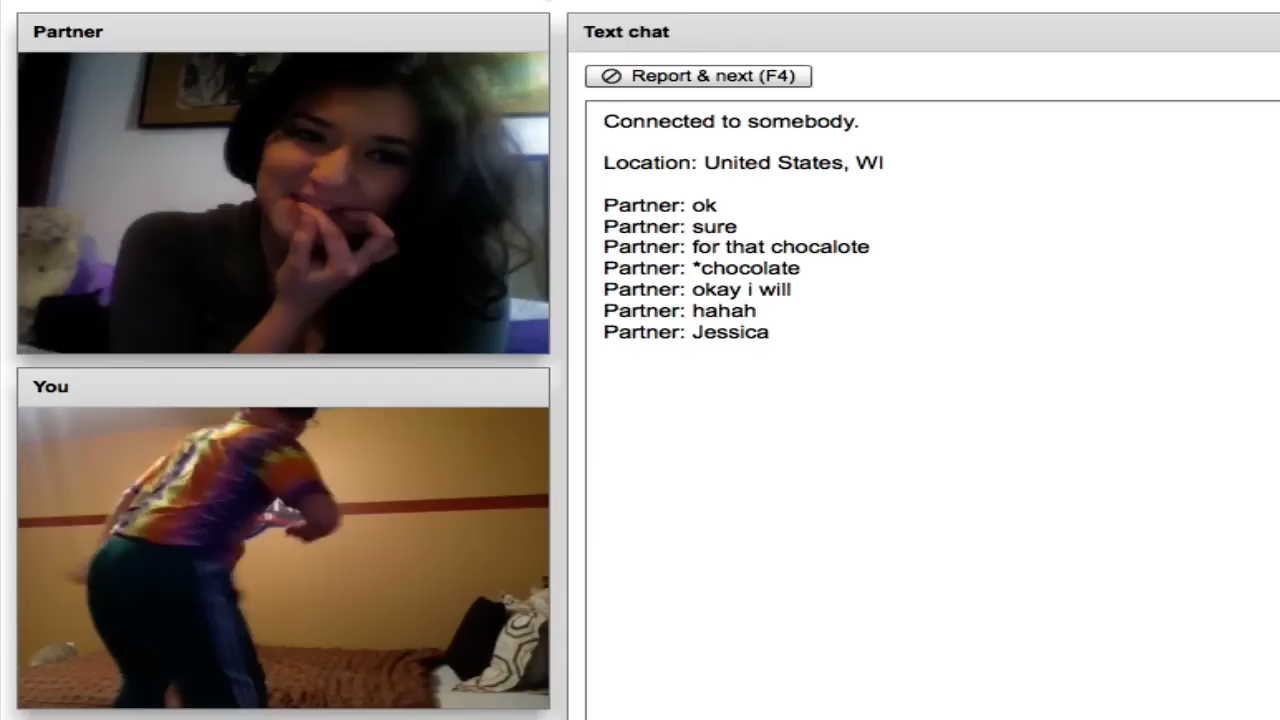 Partner
Text chat
Report & next (F4)
Connected to somebody.
Location: United States, WI
Partner: ok
Partner: sure
Partner: for that chocalote
Partner: *chocolate
Partner: okay i will
Partner: hahah
Partner: Jessica
You